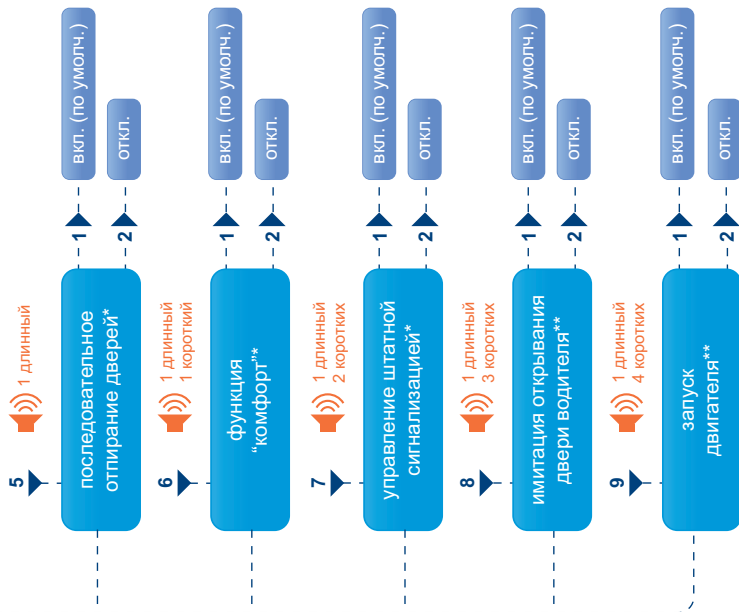 5
1 длинный
последовательное
отпирание дверей*
1
вкл. (по умолч.)
2
откл.
6
1 длинный
1 короткий
функция
“комфорт”*
1
вкл. (по умолч.)
2
откл.
7
1 длинный
2 коротких
управление штатной
сигнализацией*
1
вкл. (по умолч.)
2
откл.
8
1 длинный
3 коротких
имитация открывания
двери водителя**
1
вкл. (по умолч.)
2
откл.
9
1 длинный
4 коротких
запуск
двигателя**
1
вкл. (по умолч.)
2
откл.